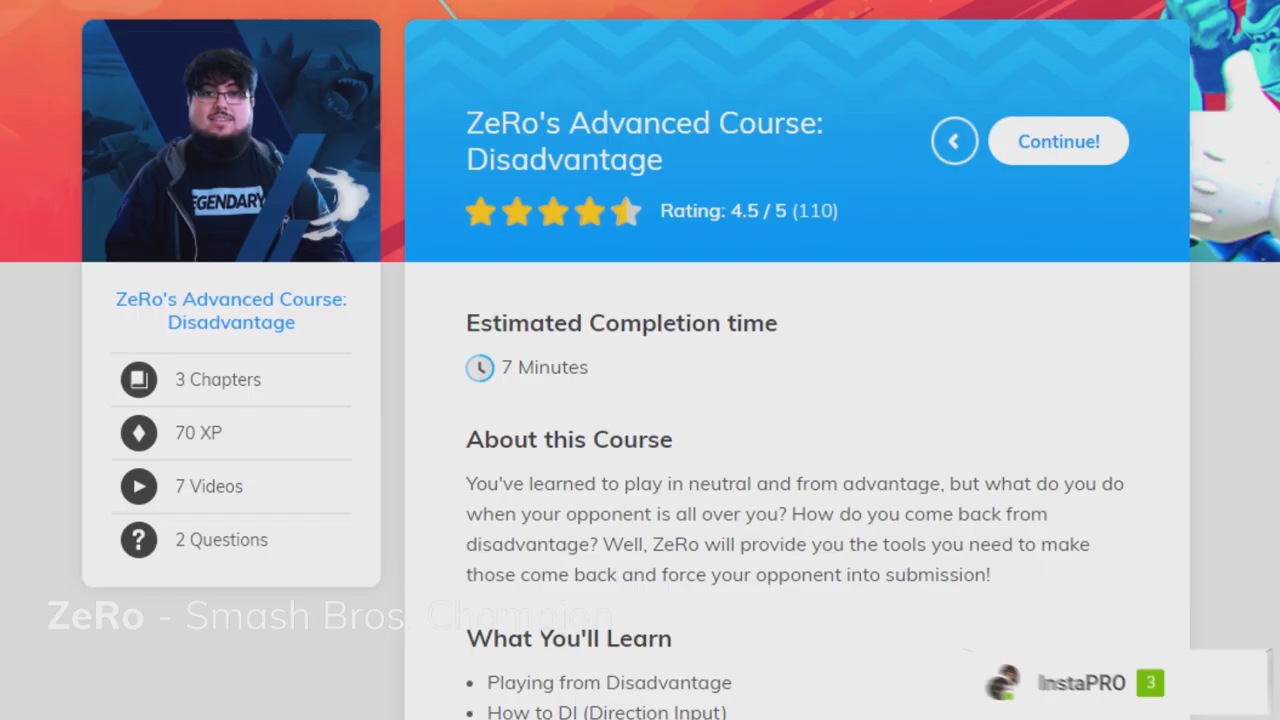 EGENDARY
ZeRo's Advanced Course:
Disadvantage
3 Chapters
70 XP
7 Videos
2 Questions
ZeRo's Advanced Course:
Disadvantage
Continue!
Rating: 4.5 / 5 (110)
Estimated Completion time
7 Minutes
About this Course
You've learned to play in neutral and from advantage, but what do you do
when your opponent is all over you? How do you come back from
disadvantage? Well, ZeRo will provide you the tools you need to make
those come back and force your opponent into submission!
ZeRo - Smash Bros. Champion
What You'll Learn
• Playing from Disadvantage
• How to DI (Direction Input)
InstaPRO 3